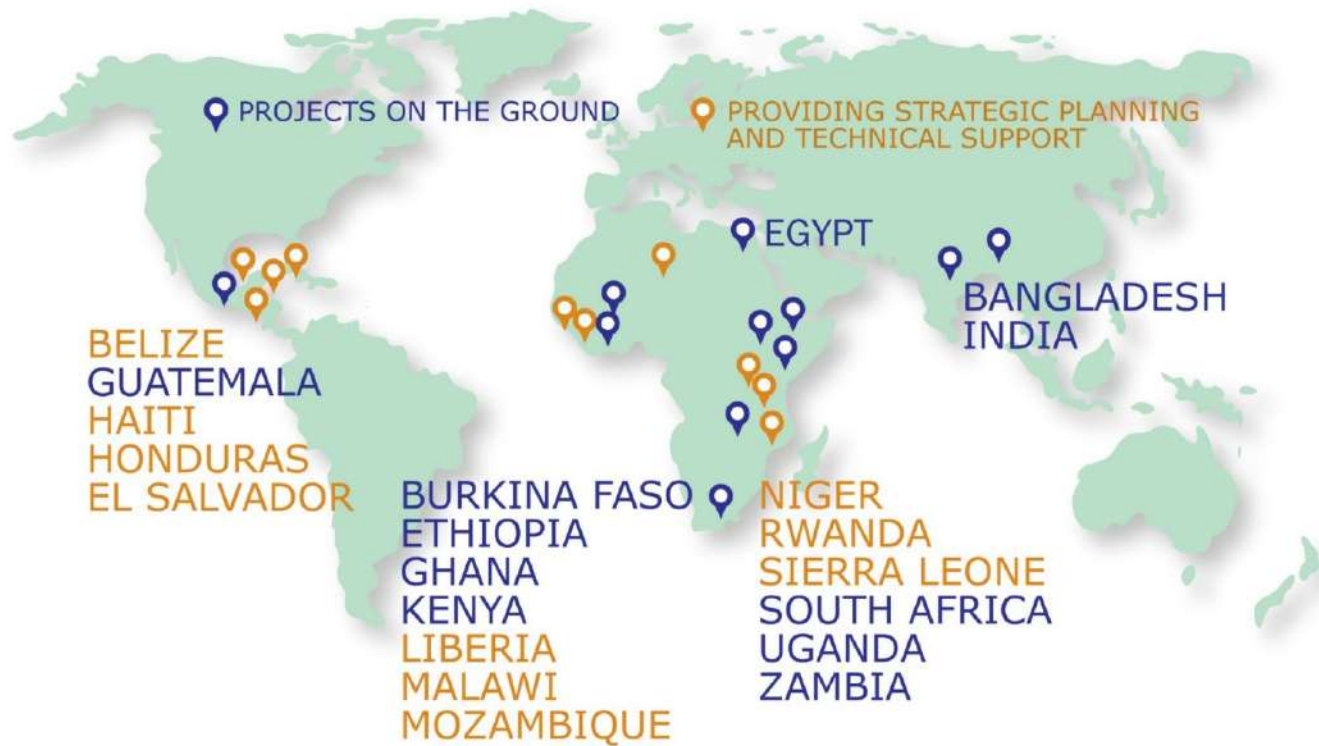 PROJECTS ON THE GROUND
PROVIDING STRATEGIC PLANNING
AND TECHNICAL SUPPORT
EGYPT
BANGLADESH
INDIA
BELIZE
GUATEMALA
HAITI
HONDURAS
EL SALVADOR
BURKINA FASO
ETHIOPIA
GHANA
KENYA
LIBERIA
MALAWI
MOZAMBIQUE
NIGER
RWANDA
SIERRA LEONE
SOUTH AFRICA
UGANDA
ZAMBIA